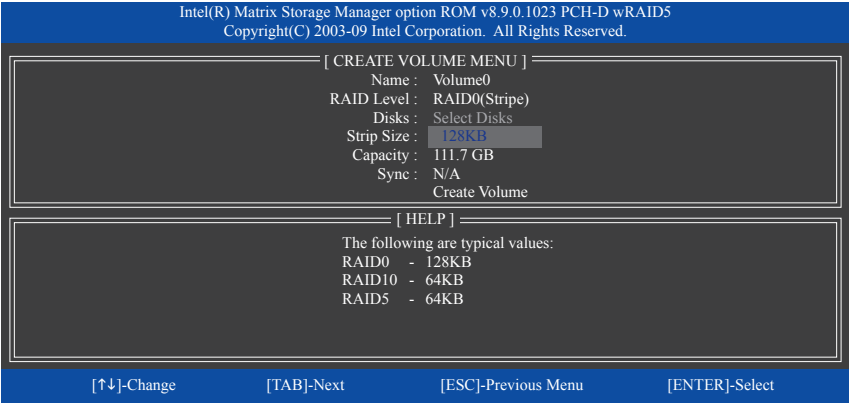 Intel(R) Matrix Storage Manager option ROM v8.9.0.1023 PCH-D wRAID5
Copyright(C) 2003-09 Intel Corporation. All Rights Reserved.
[ CREATE VOLUME MENU ]
Name : Volume0
RAID Level : RAID0(Stripe)
Disks : Select Disks
Strip Size : 128KB
Capacity : 111.7 GB
Sync : N/A
Create Volume
[ HELP ]
The following are typical values:
RAID0 - 128KB
RAID10 - 64KB
RAID5 - 64KB
[↑↓]-Change [TAB]-Next [ESC]-Previous Menu [ENTER]-Select